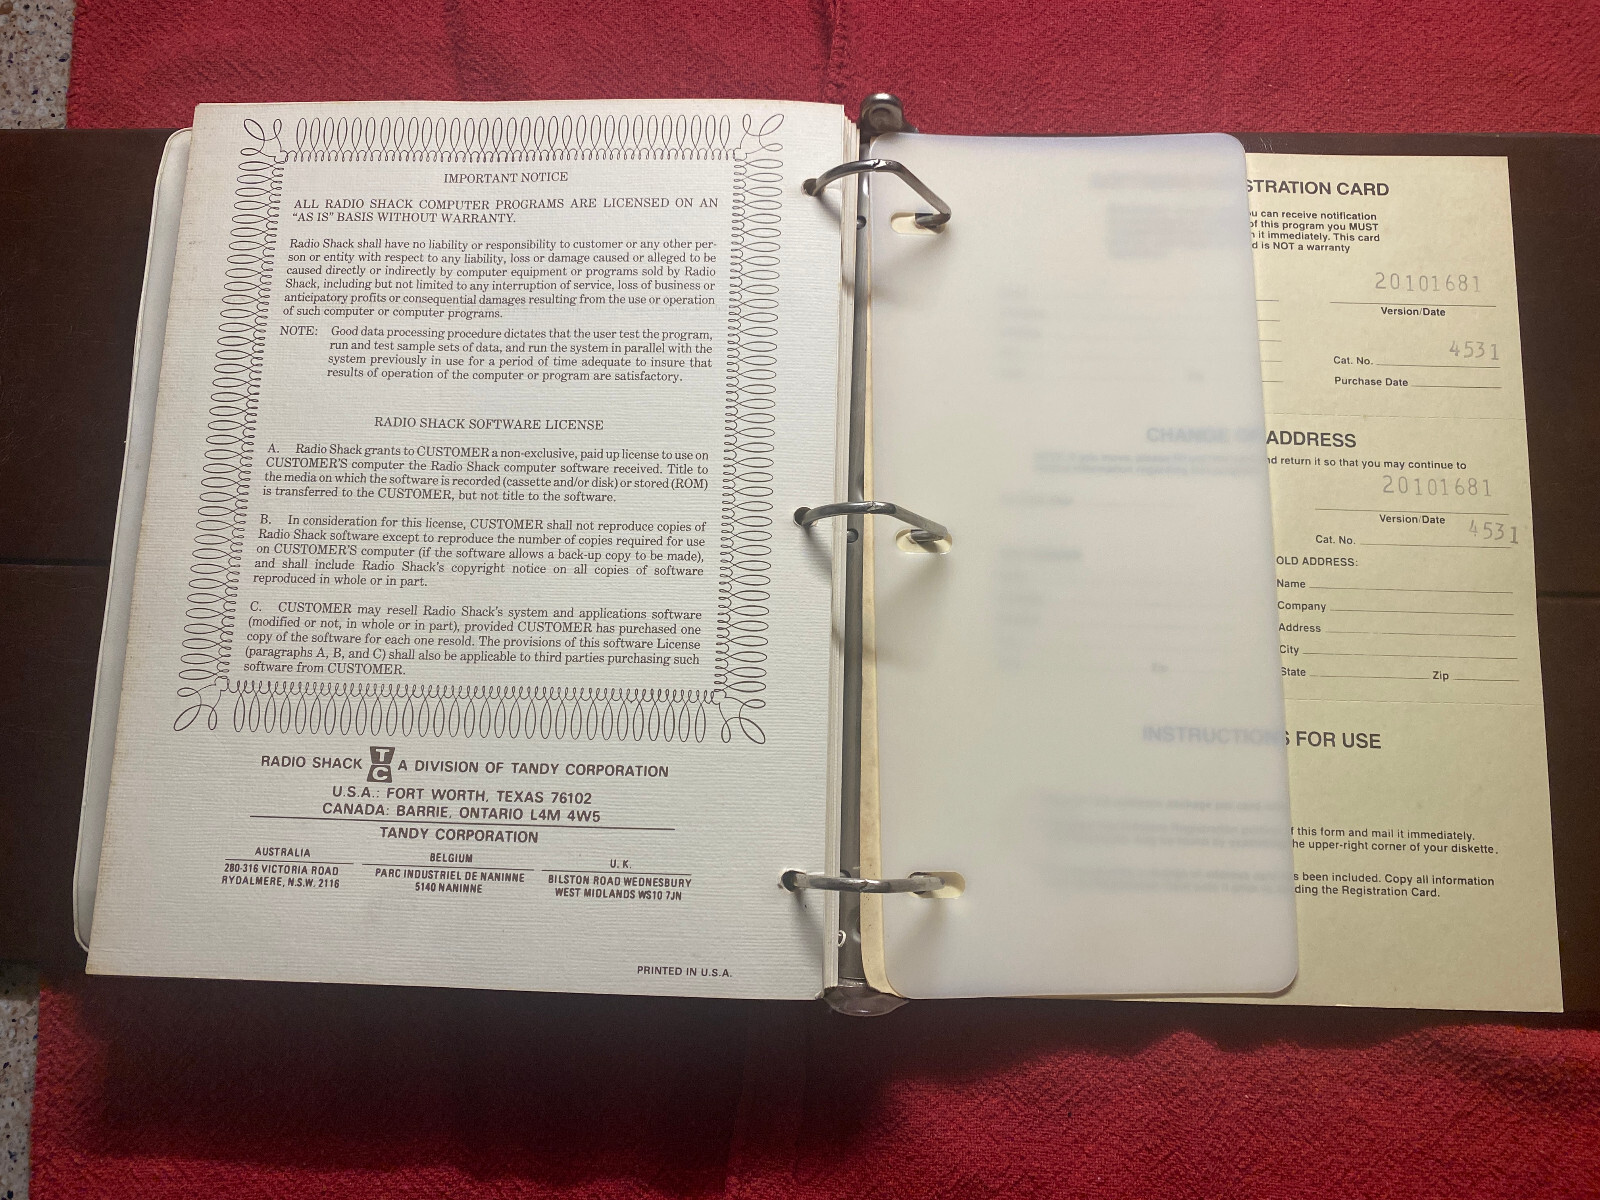 IMPORTANT NOTICE
ALL RADIO SHACK COMPUTER PROGRAMS ARE LICENSED ON AN
"AS IS" BASIS WITHOUT WARRANTY.
Radio Shack shall have no liability or responsibility to customer or any other per-
son or entity with respect to any liability, loss or damage caused or alleged to be
caused directly or indirectly by computer equipment or programs sold by Radio
Shack, including but not limited to any interruption of service, loss of business or
anticipatory profits or consequential damages resulting from the use or operation
of such computer or computer programs.
NOTE: Good data processing procedure dictates that the user test the program,
run and test sample sets of data, and run the system in parallel with the
system previously in use for a period of time adequate to insure that
results of operation of the computer or program are satisfactory.
RADIO SHACK SOFTWARE LICENSE
A. Radio Shack grants to CUSTOMER a non-exclusive, paid up license to use on
CUSTOMER'S computer the Radio Shack computer software received. Title to
the media on which the software is recorded (cassette and/or disk) or stored (ROM)
is transferred to the CUSTOMER, but not title to the software.
B. In consideration for this license, CUSTOMER shall not reproduce copies of
Radio Shack software except to reproduce the number of copies required for use
on CUSTOMER'S computer (if the software allows a back-up copy to be made),
and shall include Radio Shack's copyright notice on all copies of software
reproduced in whole or in part.
C. CUSTOMER may resell Radio Shack's system and applications software
(modified or not, in whole or in part), provided CUSTOMER has purchased one
copy of the software for each one resold. The provisions of this software License
(paragraphs A, B, and C) shall also be applicable to third parties purchasing such
software from CUSTOMER.
RADIO SHACK TC A DIVISION OF TANDY CORPORATION
U.S.A.: FORT WORTH, TEXAS 76102
CANADA: BARRIE, ONTARIO L4M 4W5
TANDY CORPORATION
AUSTRALIA
280-316 VICTORIA ROAD
RYDALMERE, N.S.W. 2116
BELGIUM
PARC INDUSTRIEL DE NANINNE
5140 NANINNE
U. K.
BILSTON ROAD WEDNESBURY
WEST MIDLANDS WS10 7JN
PRINTED IN U.S.A.
STRATION CARD
u can receive notification
of this program you MUST
it immediately. This card
d is NOT a warranty
20101681
Version/Date
4531
Cat. No.
Purchase Date
CHANGE OF ADDRESS
nd return it so that you may continue to
20101681
Version/Date
4531
Cat. No.
OLD ADDRESS:
Name
Company
Address
City
State Zip
INSTRUCTIONS FOR USE
f this form and mail it immediately.
he upper-right corner of your diskette.
s been included. Copy all information
ding the Registration Card.